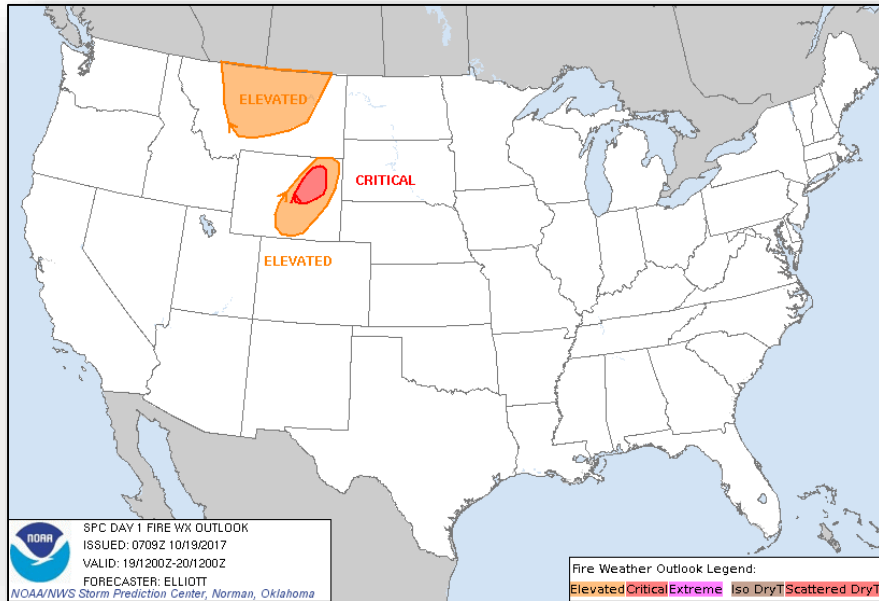 ELEVATED
CRITICAL
ELEVATED
NOAA
SPC DAY 1 FIRE WX OUTLOOK
ISSUED: 0709Z 10/19/2017
VALID: 19/1200Z-20/1200Z
FORECASTER: ELLIOTT
NOAA/NWS Storm Prediction Center, Norman, Oklahoma
Fire Weather Outlook Legend:
Elevated Critical Extreme Iso DryT Scattered DryT